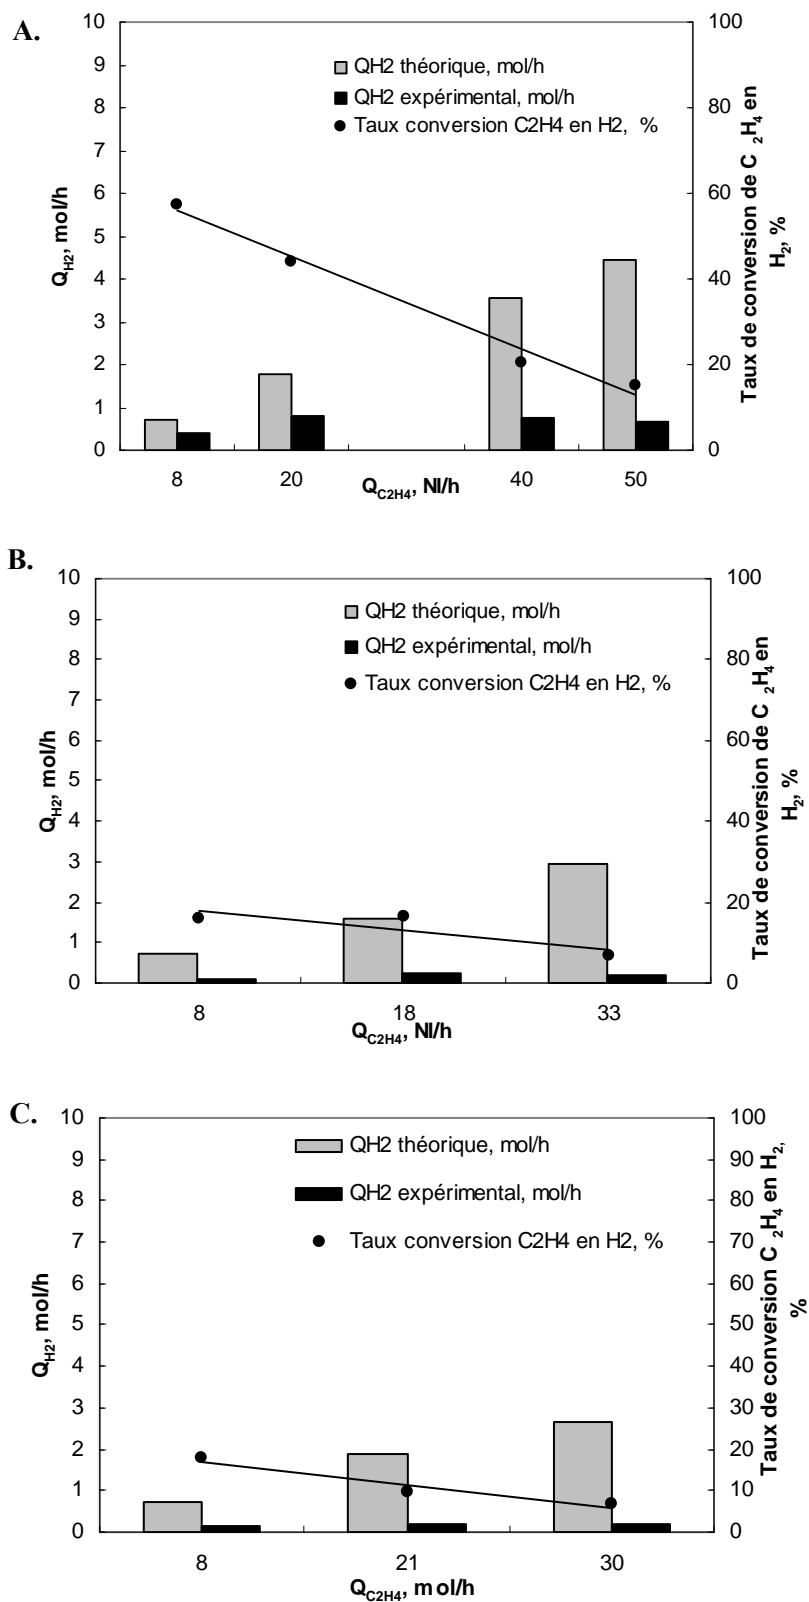 A.
10
9
8
7
6
5
4
3
2
1
0
Q_H2, mol/h
QH2 théorique, mol/h
QH2 expérimental, mol/h
Taux conversion C2H4 en H2, %
100
80
60
40
20
0
Taux de conversion de C 2H4 en
H2, %
8 20 40 50
QC2H4, Nl/h
B.
10
9
8
7
6
5
4
3
2
1
0
QH2, mol/h
QH2 théorique, mol/h
QH2 expérimental, mol/h
Taux conversion C2H4 en H2, %
100
80
60
40
20
0
Taux de conversion de C 2H4 en
H2, %
8 18 33
QC2H4, Nl/h
C.
10
9
8
7
6
5
4
3
2
1
0
QH2, mol/h
QH2 théorique, mol/h
QH2 expérimental, mol/h
Taux conversion C2H4 en H2, %
100
90
80
70
60
50
40
30
20
10
0
Taux de conversion C 2H4 en H2,
%
8 21 30
QC2H4, mol/h